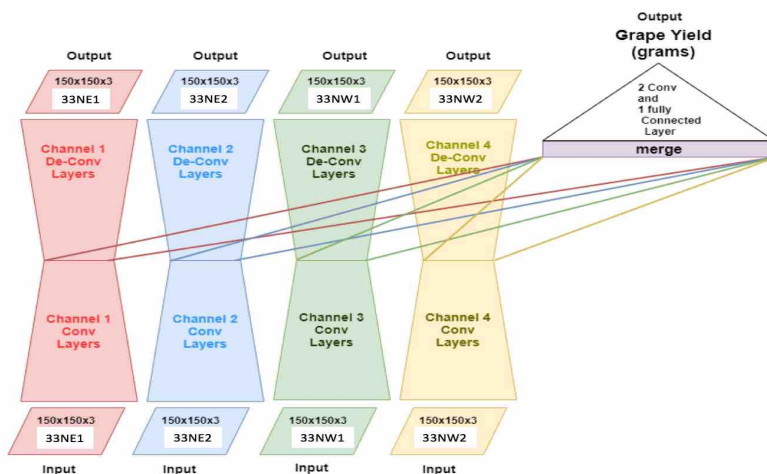 Output
Grape Yield
(grams)
2 Conv
and
1 fully
Connected
Layer
merge
Output
Output
Output
Output
150x150x3
33NE1
150x150x3
33NE2
150x150x3
33NW1
150x150x3
33NW2
Channel 1
De-Conv
Layers
Channel 2
De-Conv
Layers
Channel 3
De-Conv
Layers
Channel 4
De-Conv
Layers
Channel 1
Conv
Layers
Channel 2
Conv
Layers
Channel 3
Conv
Layers
Channel 4
Conv
Layers
150x150x3
33NE1
150x150x3
33NE2
150x150x3
33NW1
150x150x3
33NW2
Input
Input
Input
Input